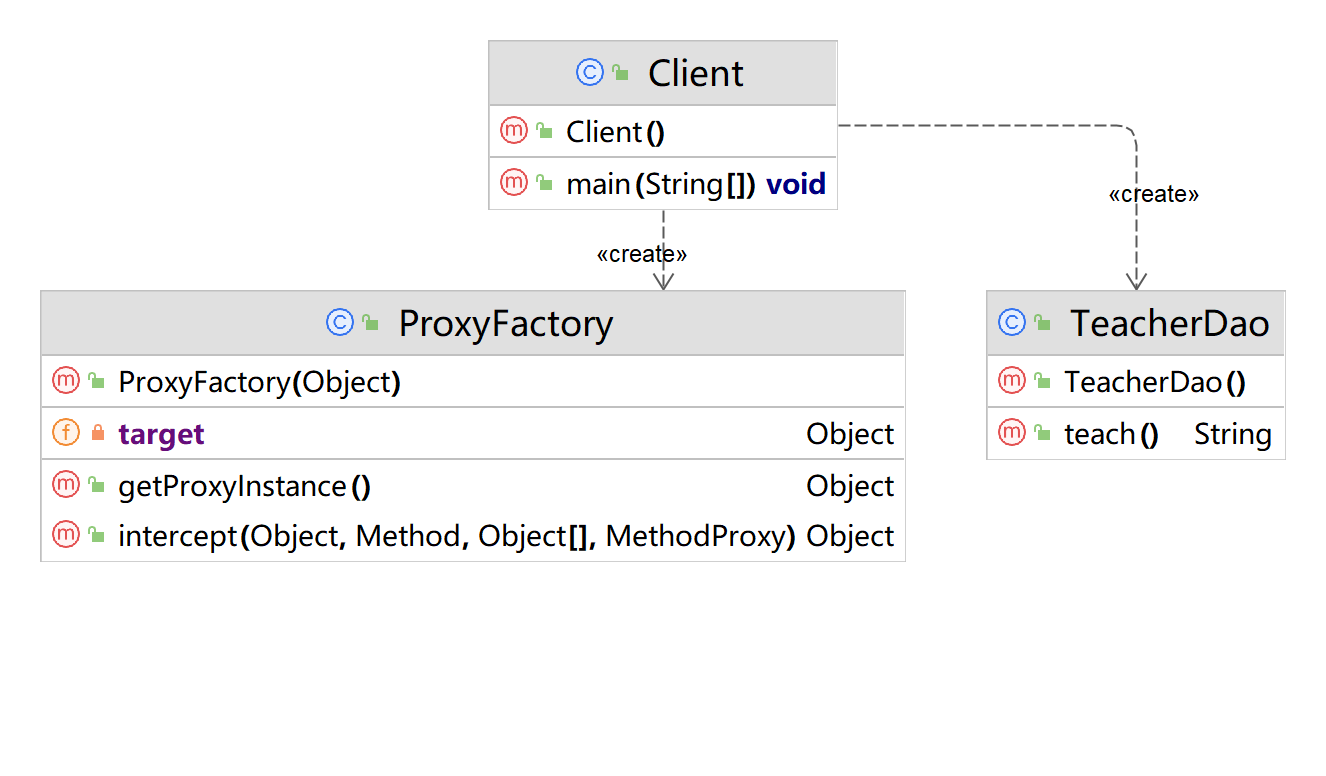 Client
Client()
main(String[]) void
«create»
«create»
ProxyFactory
ProxyFactory(Object)
target Object
getProxyInstance() Object
intercept(Object, Method, Object[], MethodProxy) Object
TeacherDao
TeacherDao()
teach() String